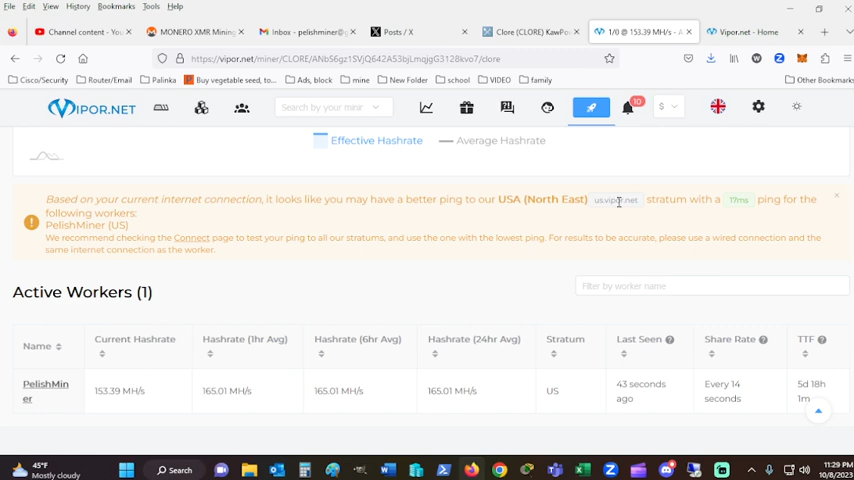 File Edit View History Bookmarks Tools Help
Channel content - You MONERO XMR Mining Inbox - pelishminer@g Posts / X Clore (CLORE) KawPo 1/0 @ 153.39 MH/s - A Vipor.net - Home
https://vipor.net/miner/CLORE/ANbS6gz1SVjQ642A53bjLmqjgG3128kvo7/clore
Cisco/Security Router/Email Palinka Buy vegetable seed, to... Ads, block mine New Folder school VIDEO family Other Bookmarks
VIPOR.NET Search by your miner 10 $
Effective Hashrate Average Hashrate
Based on your current internet connection, it looks like you may have a better ping to our USA (North East) us.vipor.net stratum with a 17ms ping for the
following workers:
PelishMiner (US)
We recommend checking the Connect page to test your ping to all our stratums, and use the one with the lowest ping. For results to be accurate, please use a wired connection and the
same internet connection as the worker.
Active Workers (1)
Filter by worker name
Name Current Hashrate Hashrate (1hr Avg) Hashrate (6hr Avg) Hashrate (24hr Avg) Stratum Last Seen Share Rate TTF
PelishMin
er
153.39 MH/s 165.01 MH/s 165.01 MH/s 165.01 MH/s US
43 seconds
ago
Every 14
seconds
5d 18h
1m
45°F
Mostly cloudy
Search
11:29 PM
10/8/2023